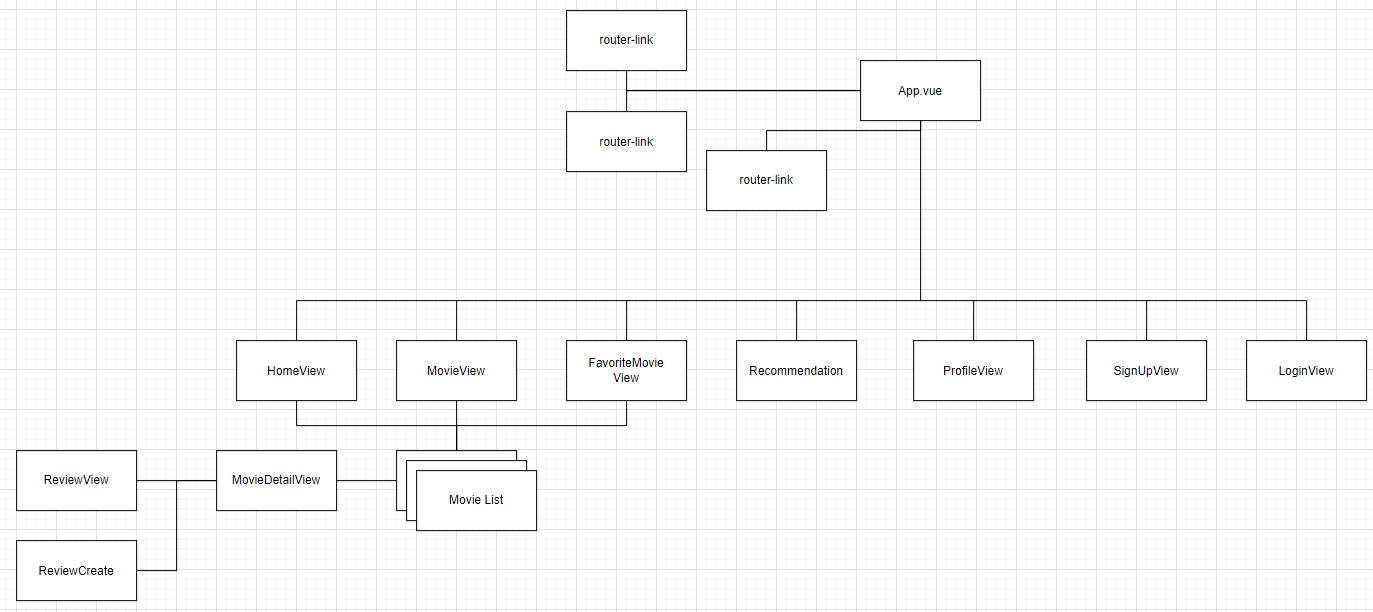 router-link
App.vue
router-link
router-link
HomeView
MovieView
FavoriteMovie
View
Recommendation
ProfileView
SignUpView
LoginView
ReviewView
MovieDetailView
Movie List
ReviewCreate